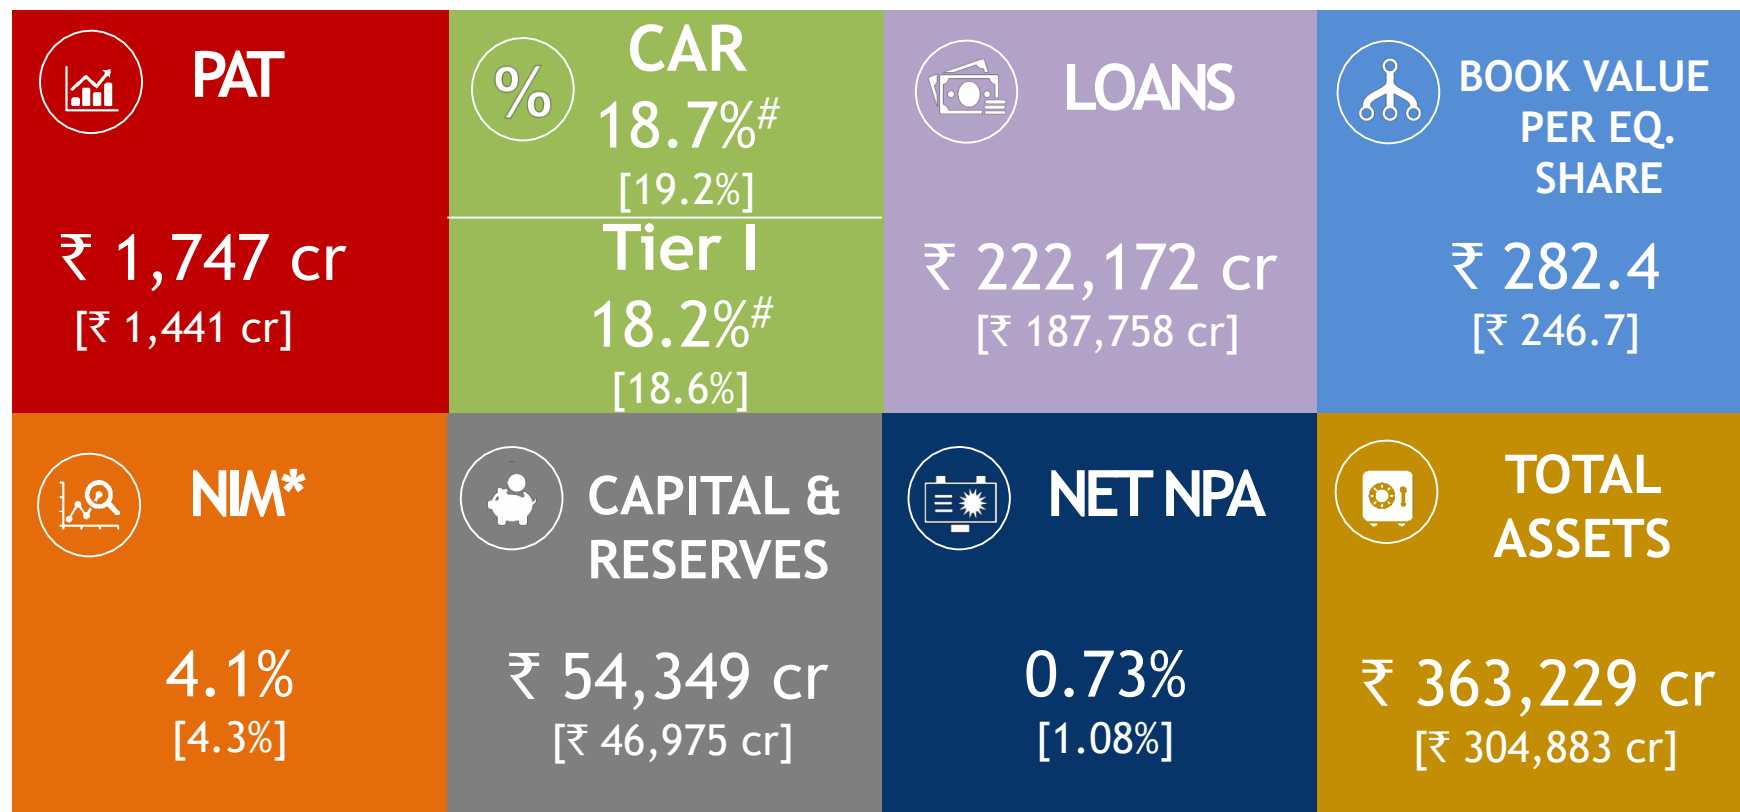 PAT
₹ 1,747 cr
[₹ 1,441 cr]
%
CAR
18.7%#
[19.2%]
Tier I
18.2%#
[18.6%]
LOANS
₹ 222,172 cr
[₹ 187,758 cr]
BOOK VALUE
PER EQ.
SHARE
₹ 282.4
[₹ 246.7]
NIM*
4.1%
[4.3%]
CAPITAL &
RESERVES
₹ 54,349 cr
[₹ 46,975 cr]
NET NPA
0.73%
[1.08%]
TOTAL
ASSETS
₹ 363,229 cr
[₹ 304,883 cr]